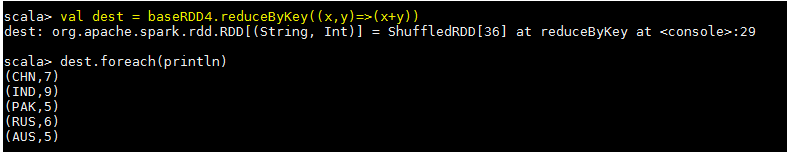 scala> val dest = baseRDD4.reduceByKey((x,y)=>(x+y))
dest: org.apache.spark.rdd.RDD[(String, Int)] = ShuffledRDD[36] at reduceByKey at <console>:29
scala> dest.foreach(println)
(CHN,7)
(IND,9)
(PAK,5)
(RUS,6)
(AUS,5)